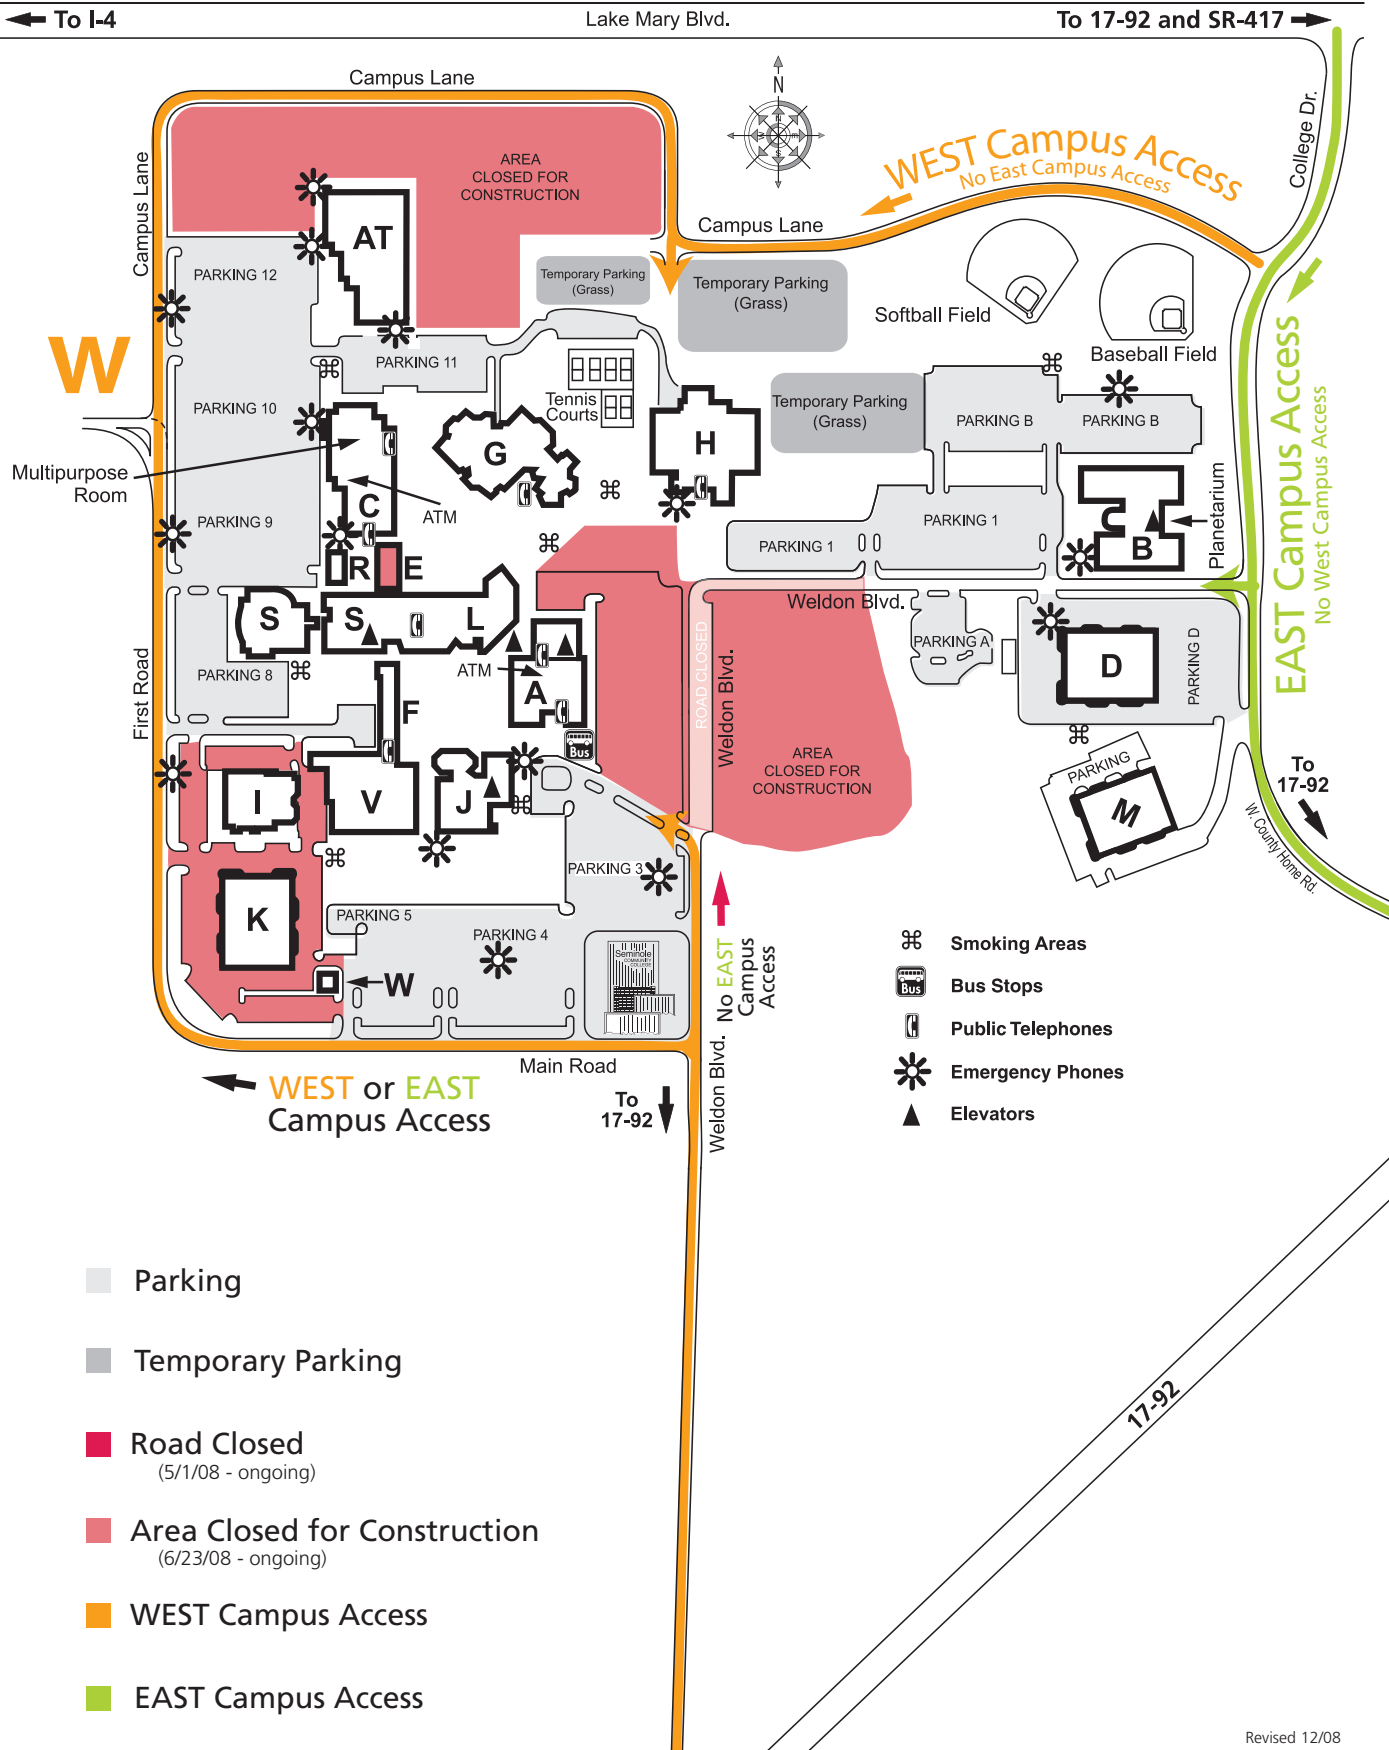 To I-4
Lake Mary Blvd.
To 17-92 and SR-417
Campus Lane
N
College Dr.
WEST Campus Access
No East Campus Access
AREA
CLOSED FOR
CONSTRUCTION
Campus Lane
AT
Campus Lane
PARKING 12
Temporary Parking
(Grass)
Temporary Parking
(Grass)
Softball Field
Baseball Field
W
PARKING 11
EAST Campus Access
No West Campus Access
PARKING 10
Tennis
Courts
Temporary Parking
(Grass)
PARKING B
PARKING B
G
H
Multipurpose
Room
C
ATM
PARKING 9
PARKING 1
PARKING 1
C
B
Planetarium
R
E
Weldon Blvd.
S
S
L
PARKING A
D
PARKING D
ATM
A
PARKING 8
First Road
F
ROAD CLOSED
Weldon Blvd.
Bus
AREA
CLOSED FOR
CONSTRUCTION
PARKING
M
To
17-92
W. County Home Rd.
I
V
J
PARKING 3
K
PARKING 5
PARKING 4
Seminole
COMMUNITY
COLLEGE
W
No EAST
Campus
Access
Smoking Areas
Bus
Bus Stops
Public Telephones
Emergency Phones
Elevators
Main Road
Weldon Blvd.
WEST or EAST
Campus Access
To
17-92
17-92
Parking
Temporary Parking
Road Closed
(5/1/08 - ongoing)
Area Closed for Construction
(6/23/08 - ongoing)
WEST Campus Access
EAST Campus Access
Revised 12/08